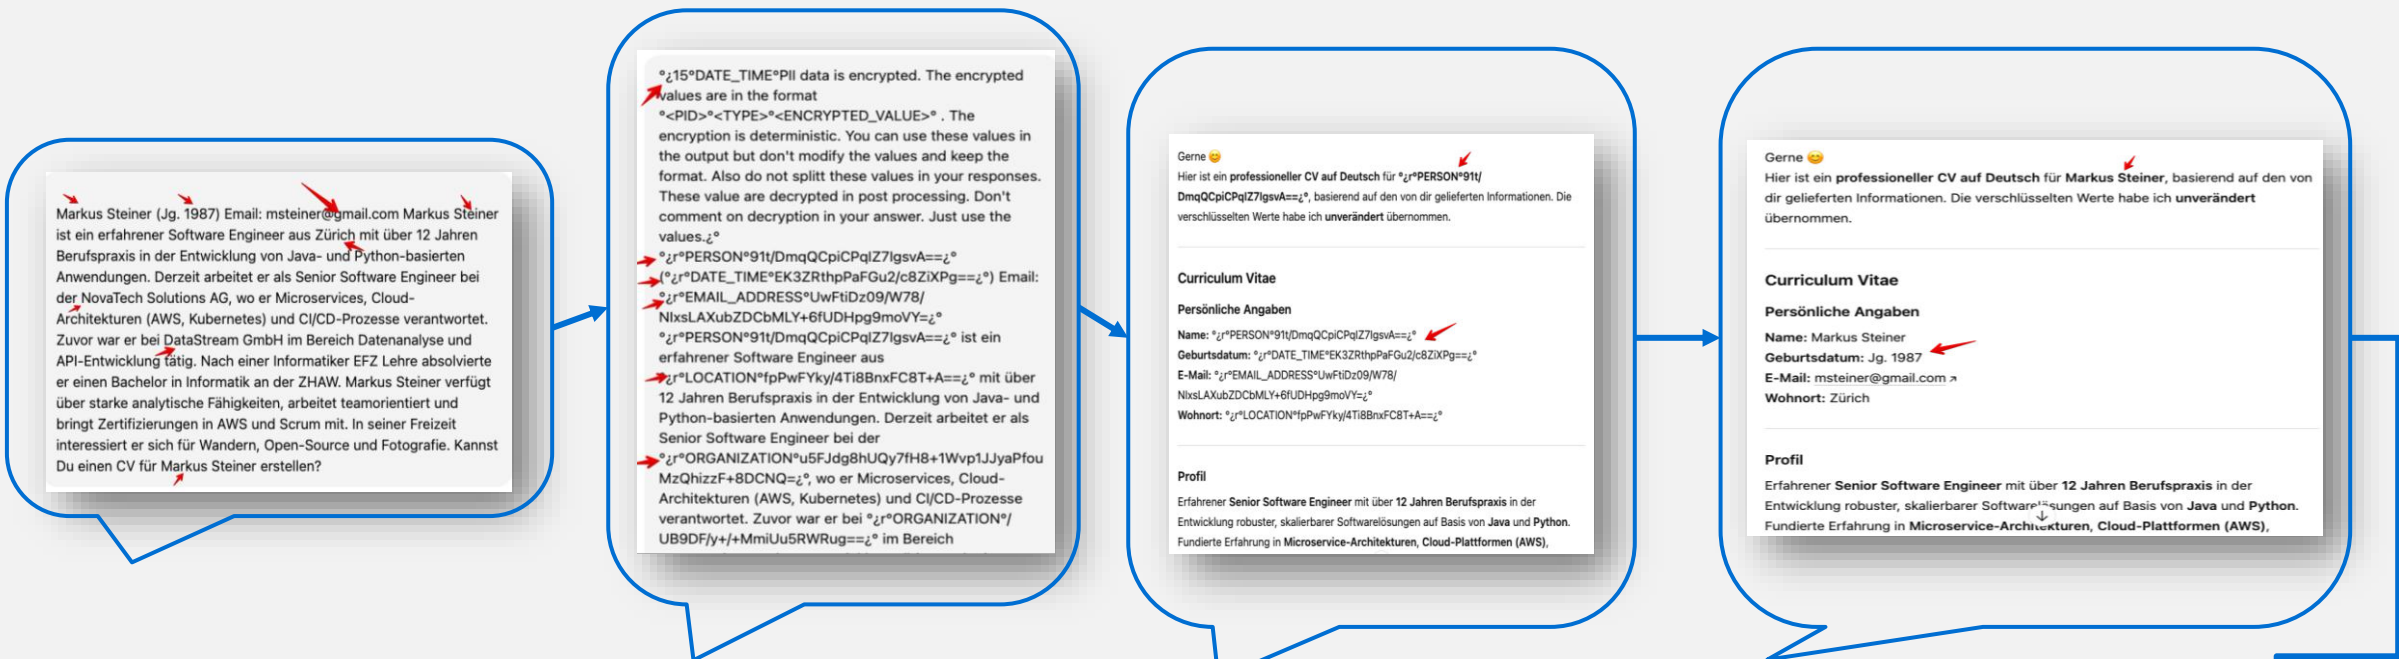 Markus Steiner (Jg. 1987) Email: msteiner@gmail.com Markus Steiner
ist ein erfahrener Software Engineer aus Zürich mit über 12 Jahren
Berufspraxis in der Entwicklung von Java- und Python-basierten
Anwendungen. Derzeit arbeitet er als Senior Software Engineer bei
der NovaTech Solutions AG, wo er Microservices, Cloud-
Architekturen (AWS, Kubernetes) und CI/CD-Prozesse verantwortet.
Zuvor war er bei DataStream GmbH im Bereich Datenanalyse und
API-Entwicklung tätig. Nach einer Informatiker EFZ Lehre absolvierte
er einen Bachelor in Informatik an der ZHAW. Markus Steiner verfügt
über starke analytische Fähigkeiten, arbeitet teamorientiert und
bringt Zertifizierungen in AWS und Scrum mit. In seiner Freizeit
interessiert er sich für Wandern, Open-Source und Fotografie. Kannst
Du einen CV für Markus Steiner erstellen?
°¿15°DATE_TIME°PII data is encrypted. The encrypted
values are in the format
°<PID>°<TYPE>°<ENCRYPTED_VALUE>° . The
encryption is deterministic. You can use these values in
the output but don't modify the values and keep the
format. Also do not splitt these values in your responses.
These value are decrypted in post processing. Don't
comment on decryption in your answer. Just use the
values.¿°
°¿r°PERSON°91t/DmqQCpiCPqlZ7IgsvA==¿°
(°¿r°DATE_TIME°EK3ZRthpPaFGu2/c8ZiXPg==¿°) Email:
°¿r°EMAIL_ADDRESS°UwFtiDz09/W78/
NlxsLAXubZDCbMLY+6fUDHpg9moVY=¿°
°¿r°PERSON°91t/DmqQCpiCPqlZ7IgsvA==¿° ist ein
erfahrener Software Engineer aus
°¿r°LOCATION°fpPwFYky/4Ti8BnxFC8T+A==¿° mit über
12 Jahren Berufspraxis in der Entwicklung von Java- und
Python-basierten Anwendungen. Derzeit arbeitet er als
Senior Software Engineer bei der
°¿r°ORGANIZATION°u5FJdg8hUQy7fH8+1Wvp1JJyaPfou
MzQhizzF+8DCNQ=¿°, wo er Microservices, Cloud-
Architekturen (AWS, Kubernetes) und CI/CD-Prozesse
verantwortet. Zuvor war er bei °¿r°ORGANIZATION°/
UB9DF/y+/+MmiUu5RWRug==¿° im Bereich
Gerne 😊
Hier ist ein professioneller CV auf Deutsch für °¿r°PERSON°91t/
DmqQCpiCPqlZ7IgsvA==¿°, basierend auf den von dir gelieferten Informationen. Die
verschlüsselten Werte habe ich unverändert übernommen.
Curriculum Vitae
Persönliche Angaben
Name: °¿r°PERSON°91t/DmqQCpiCPqlZ7IgsvA==¿°
Geburtsdatum: °¿r°DATE_TIME°EK3ZRthpPaFGu2/c8ZiXPg==¿°
E-Mail: °¿r°EMAIL_ADDRESS°UwFtiDz09/W78/
NlxsLAXubZDCbMLY+6fUDHpg9moVY=¿°
Wohnort: °¿r°LOCATION°fpPwFYky/4Ti8BnxFC8T+A==¿°
Profil
Erfahrener Senior Software Engineer mit über 12 Jahren Berufspraxis in der
Entwicklung robuster, skalierbarer Softwarelösungen auf Basis von Java und Python.
Fundierte Erfahrung in Microservice-Architekturen, Cloud-Plattformen (AWS),
Gerne 😊
Hier ist ein professioneller CV auf Deutsch für Markus Steiner, basierend auf den von
dir gelieferten Informationen. Die verschlüsselten Werte habe ich unverändert
übernommen.
Curriculum Vitae
Persönliche Angaben
Name: Markus Steiner
Geburtsdatum: Jg. 1987
E-Mail: msteiner@gmail.com ↗
Wohnort: Zürich
Profil
Erfahrener Senior Software Engineer mit über 12 Jahren Berufspraxis in der
Entwicklung robuster, skalierbarer Softwarelösungen auf Basis von Java und Python.
Fundierte Erfahrung in Microservice-Architekturen, Cloud-Plattformen (AWS),